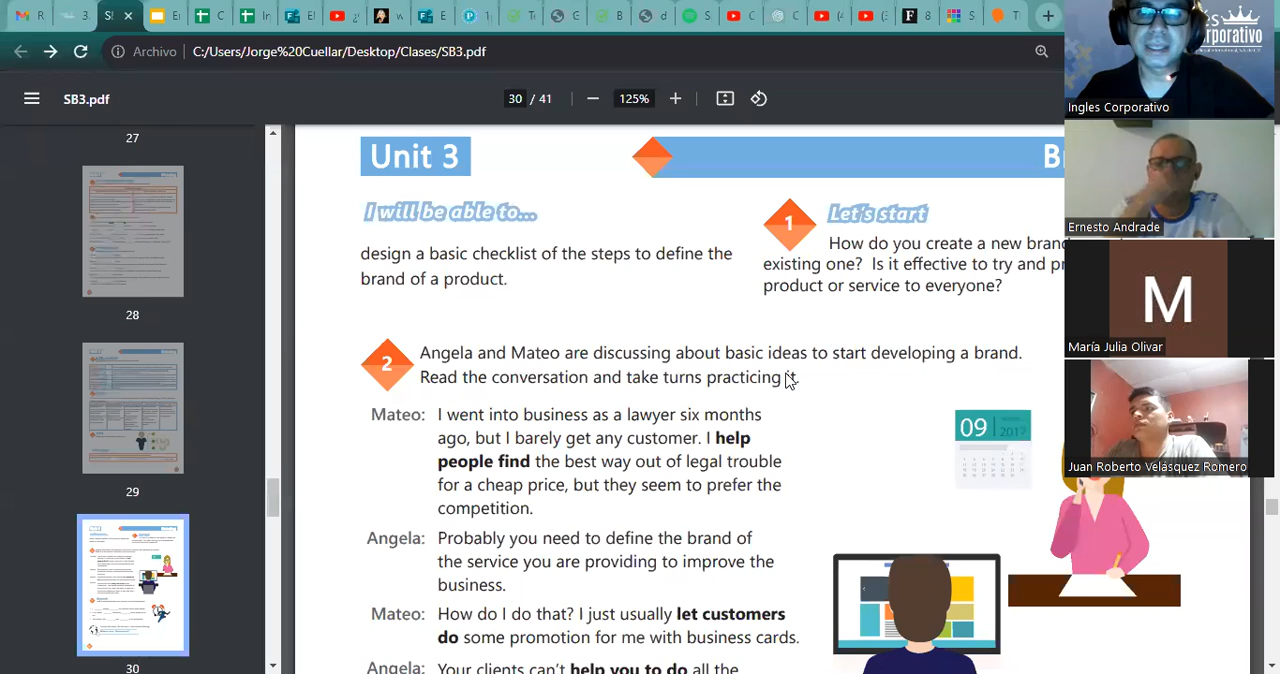 R
3.
S
E
C
In
E
¿
w
E
1
T
G
B
d
S
C
C
(
(
F
8
S
T
Archivo
C:/Users/Jorge%20Cuellar/Desktop/Clases/SB3.pdf
SB3.pdf
30 / 41
125%
27
28
29
30
Unit 3
I will be able to...
design a basic checklist of the steps to define the
brand of a product.
1
Let's start
How do you create a new brand
existing one? Is it effective to try and
product or service to everyone?
2
Angela and Mateo are discussing about basic ideas to start developing a brand.
Read the conversation and take turns practicing it.
Mateo: I went into business as a lawyer six months
ago, but I barely get any customer. I help
people find the best way out of legal trouble
for a cheap price, but they seem to prefer the
competition.
Angela: Probably you need to define the brand of
the service you are providing to improve the
business.
Mateo: How do I do that? I just usually let customers
do some promotion for me with business cards.
Angela: Your clients can't help you to do all the
09 2017
Corporativo
Ingles Corporativo
Ernesto Andrade
M
María Julia Olivar
Juan Roberto Velásquez Romero